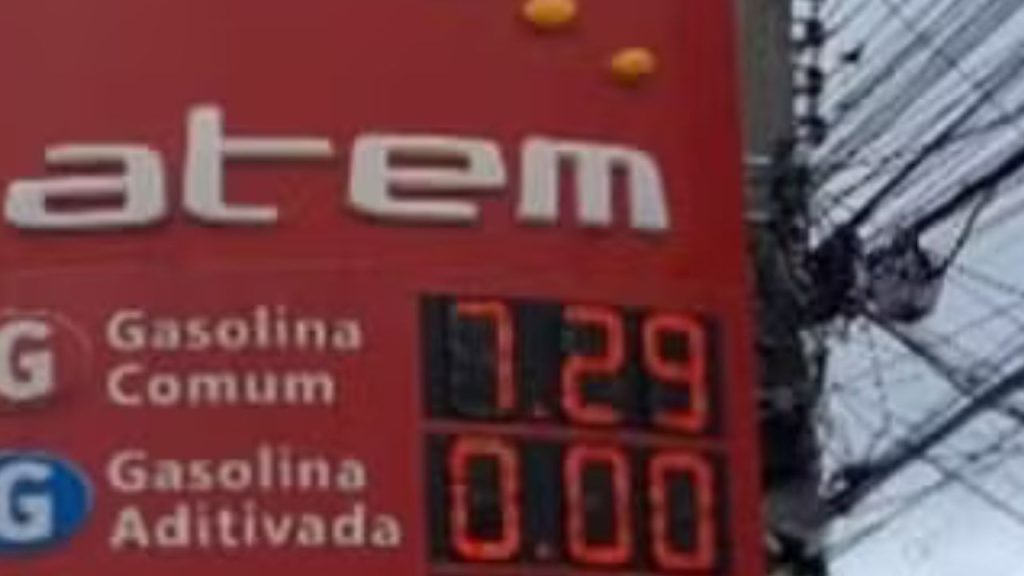 atem
G Gasolina Comum 7.29
G Gasolina Aditivada 0.00